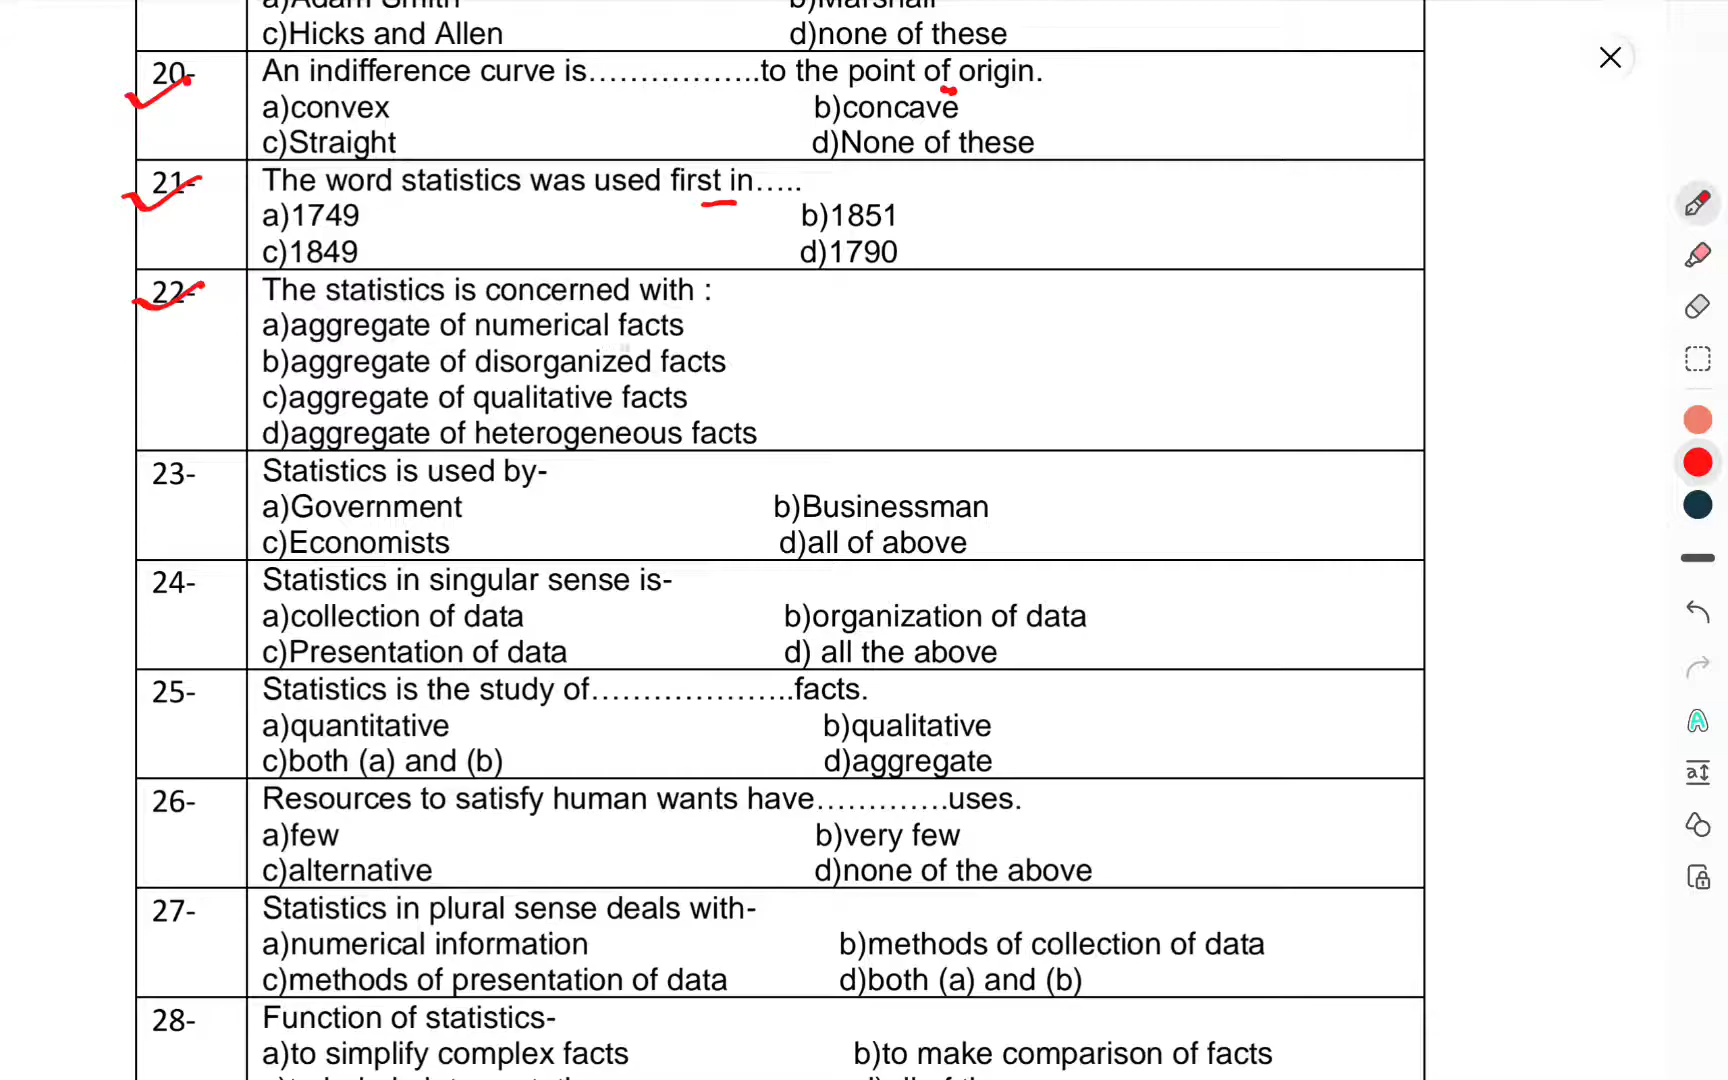 a)Adam Smith b)Marshall
c)Hicks and Allen d)none of these
20- An indifference curve is……………….to the point of origin.
a)convex b)concave
c)Straight d)None of these
21- The word statistics was used first in…..
a)1749 b)1851
c)1849 d)1790
22- The statistics is concerned with :
a)aggregate of numerical facts
b)aggregate of disorganized facts
c)aggregate of qualitative facts
d)aggregate of heterogeneous facts
23- Statistics is used by-
a)Government b)Businessman
c)Economists d)all of above
24- Statistics in singular sense is-
a)collection of data b)organization of data
c)Presentation of data d) all the above
25- Statistics is the study of…………………..facts.
a)quantitative b)qualitative
c)both (a) and (b) d)aggregate
26- Resources to satisfy human wants have………….uses.
a)few b)very few
c)alternative d)none of the above
27- Statistics in plural sense deals with-
a)numerical information b)methods of collection of data
c)methods of presentation of data d)both (a) and (b)
28- Function of statistics-
a)to simplify complex facts b)to make comparison of facts